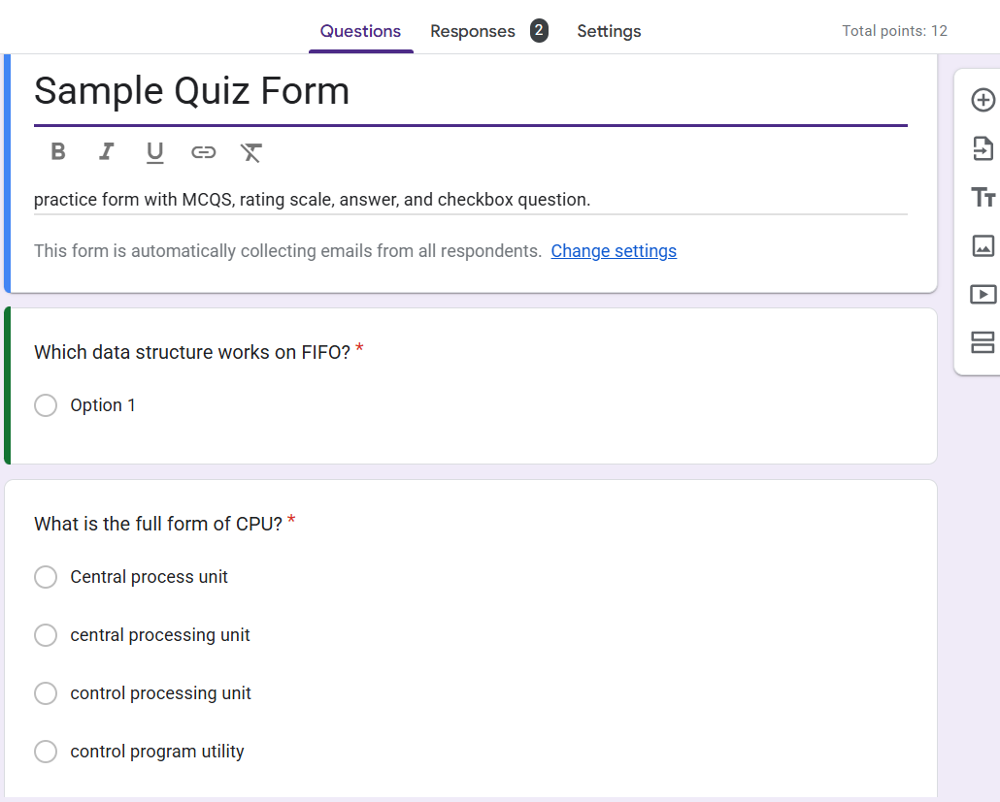 Questions Responses 2 Settings Total points: 12
Sample Quiz Form
B I U
practice form with MCQS, rating scale, answer, and checkbox question.
This form is automatically collecting emails from all respondents. Change settings
Which data structure works on FIFO? *
Option 1
What is the full form of CPU? *
Central process unit
central processing unit
control processing unit
control program utility